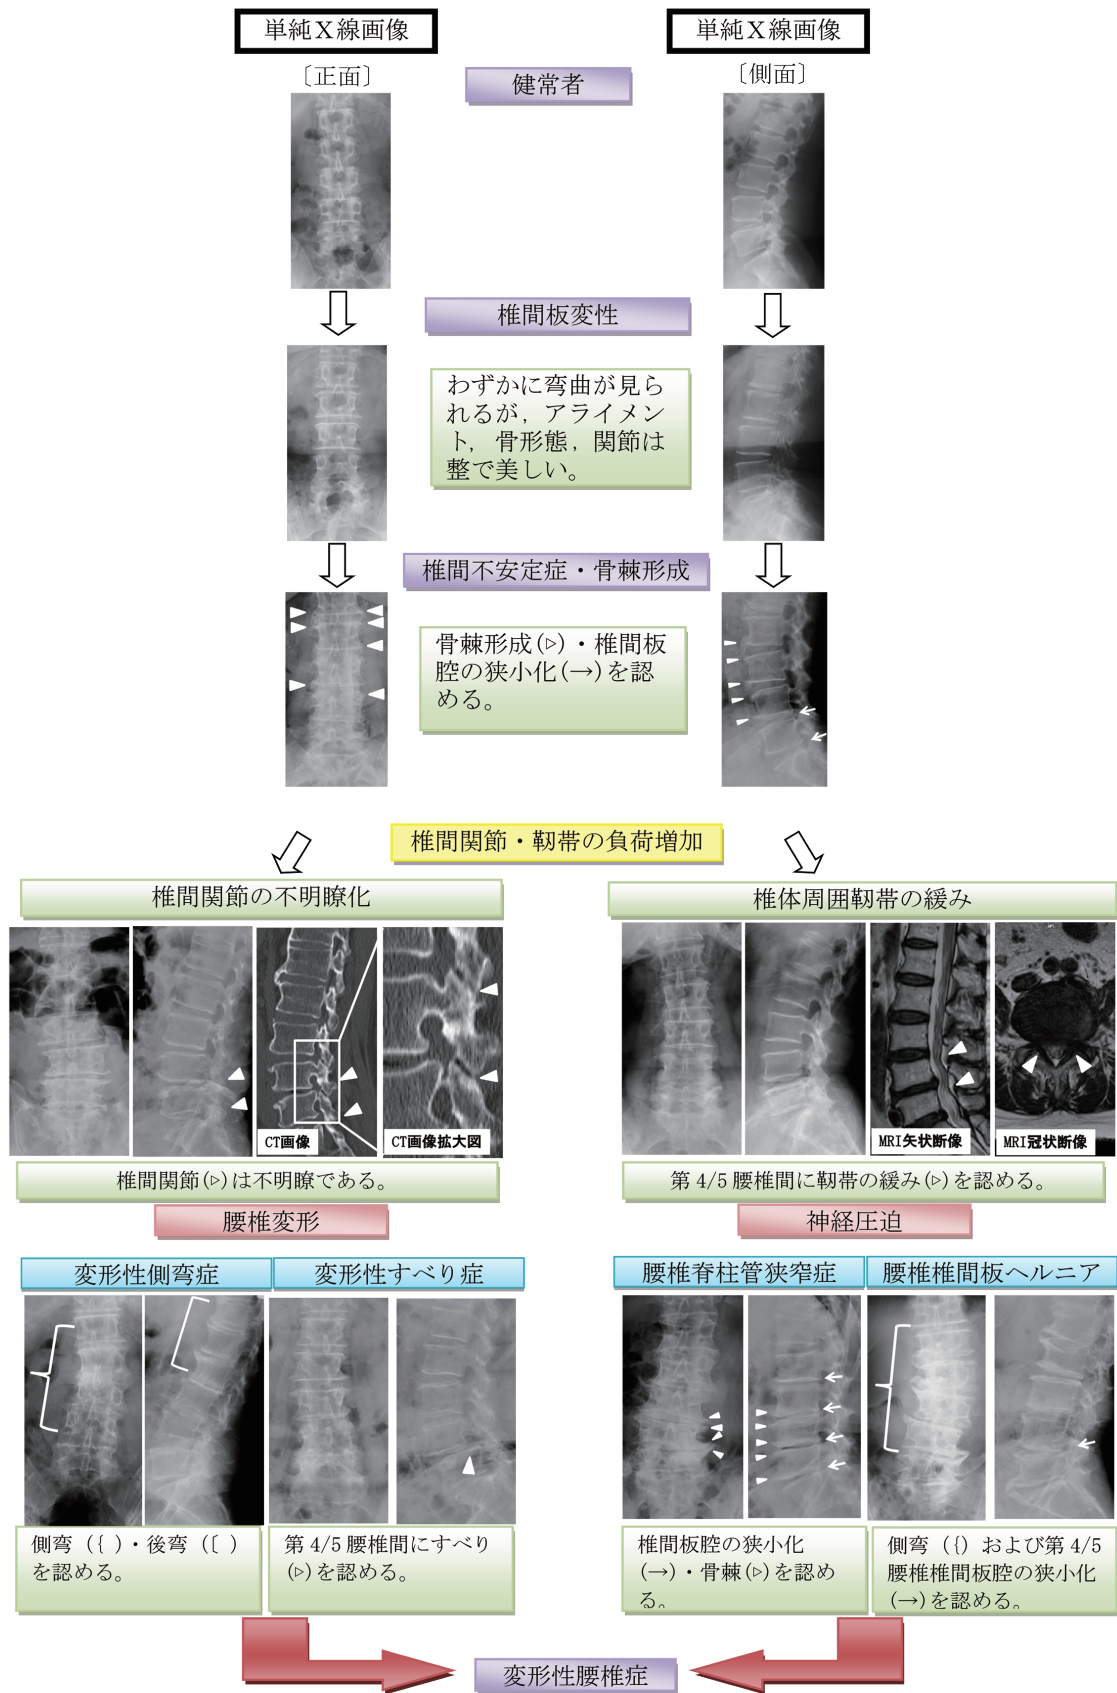 単純X線画像
単純X線画像
〔正面〕
〔側面〕
健常者
椎間板変性
わずかに弯曲が見ら
れるが，アライメン
ト，骨形態，関節は
整で美しい。
椎間不安定症・骨棘形成
骨棘形成(▷)・椎間板
腔の狭小化(→)を認
める。
椎間関節・靭帯の負荷増加
椎間関節の不明瞭化
椎体周囲靭帯の緩み
CT画像
CT画像拡大図
MRI矢状断像
MRI冠状断像
椎間関節(▷)は不明瞭である。
第 4/5 腰椎間に靭帯の緩み(▷)を認める。
腰椎変形
神経圧迫
変形性側弯症
変形性すべり症
腰椎脊柱管狭窄症
腰椎椎間板ヘルニア
側弯（{ ）・後弯（〔 ）
を認める。
第 4/5 腰椎間にすべり
(▷)を認める。
椎間板腔の狭小化
(→)・骨棘(▷)を認め
る。
側弯（{）および第 4/5
腰椎椎間板腔の狭小化
(→)を認める。
変形性腰椎症